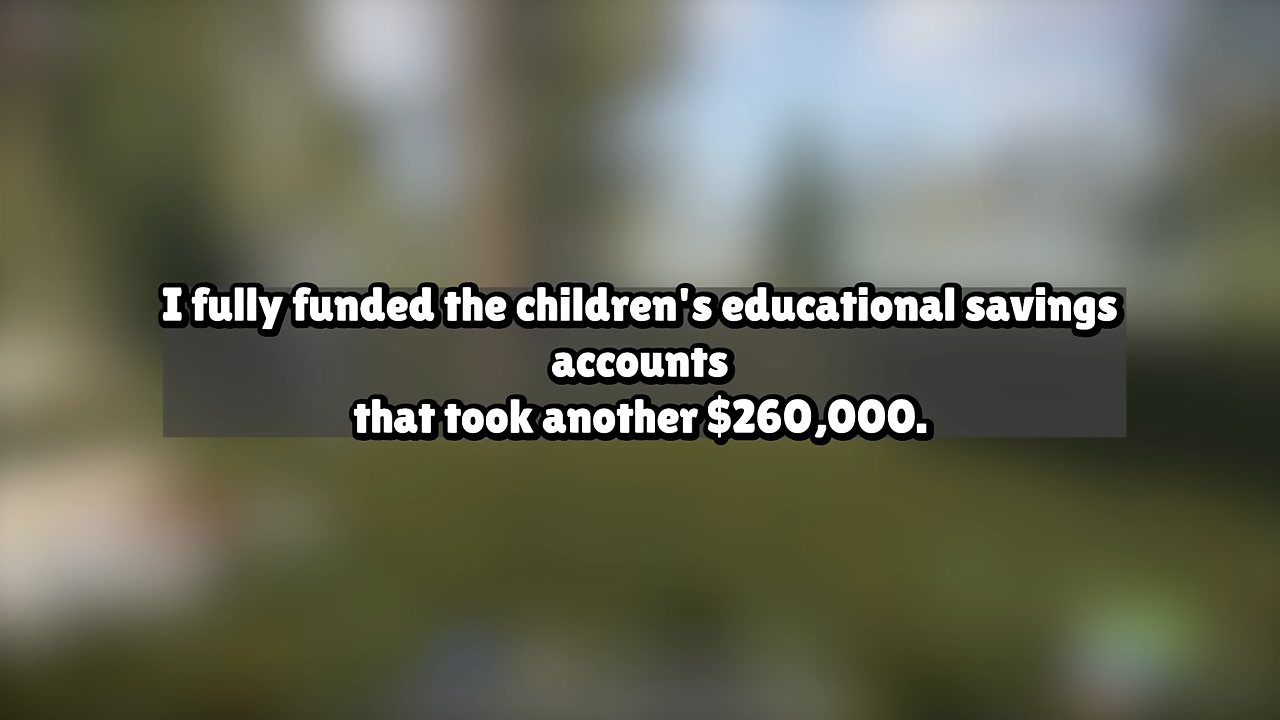 I fully funded the children's educational savings
accounts
that took another $260,000.